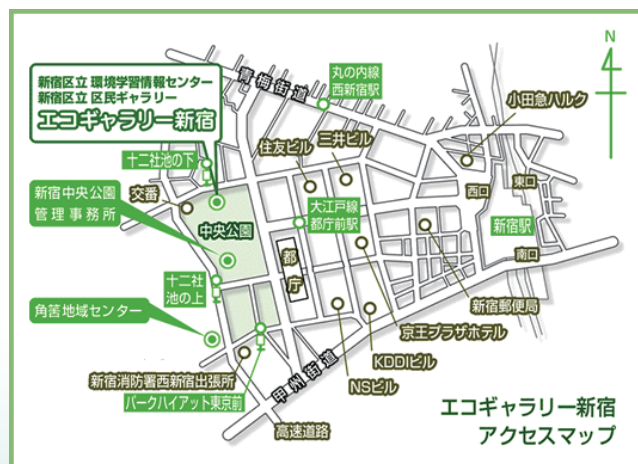 新宿区立 環境学習情報センター
新宿区立 区民ギャラリー
エコギャラリー新宿
青梅街道
丸の内線
西新宿駅
N
小田急ハルク
十二社池の下
住友ビル
三井ビル
交番
新宿中央公園
管理事務所
中央公園
大江戸線
都庁前駅
西口
東口
新宿駅
南口
都庁
十二社
池の上
新宿郵便局
角筈地域センター
京王プラザホテル
KDDIビル
NSビル
新宿消防署西新宿出張所
パークハイアット東京前
甲州街道
高速道路
エコギャラリー新宿
アクセスマップ